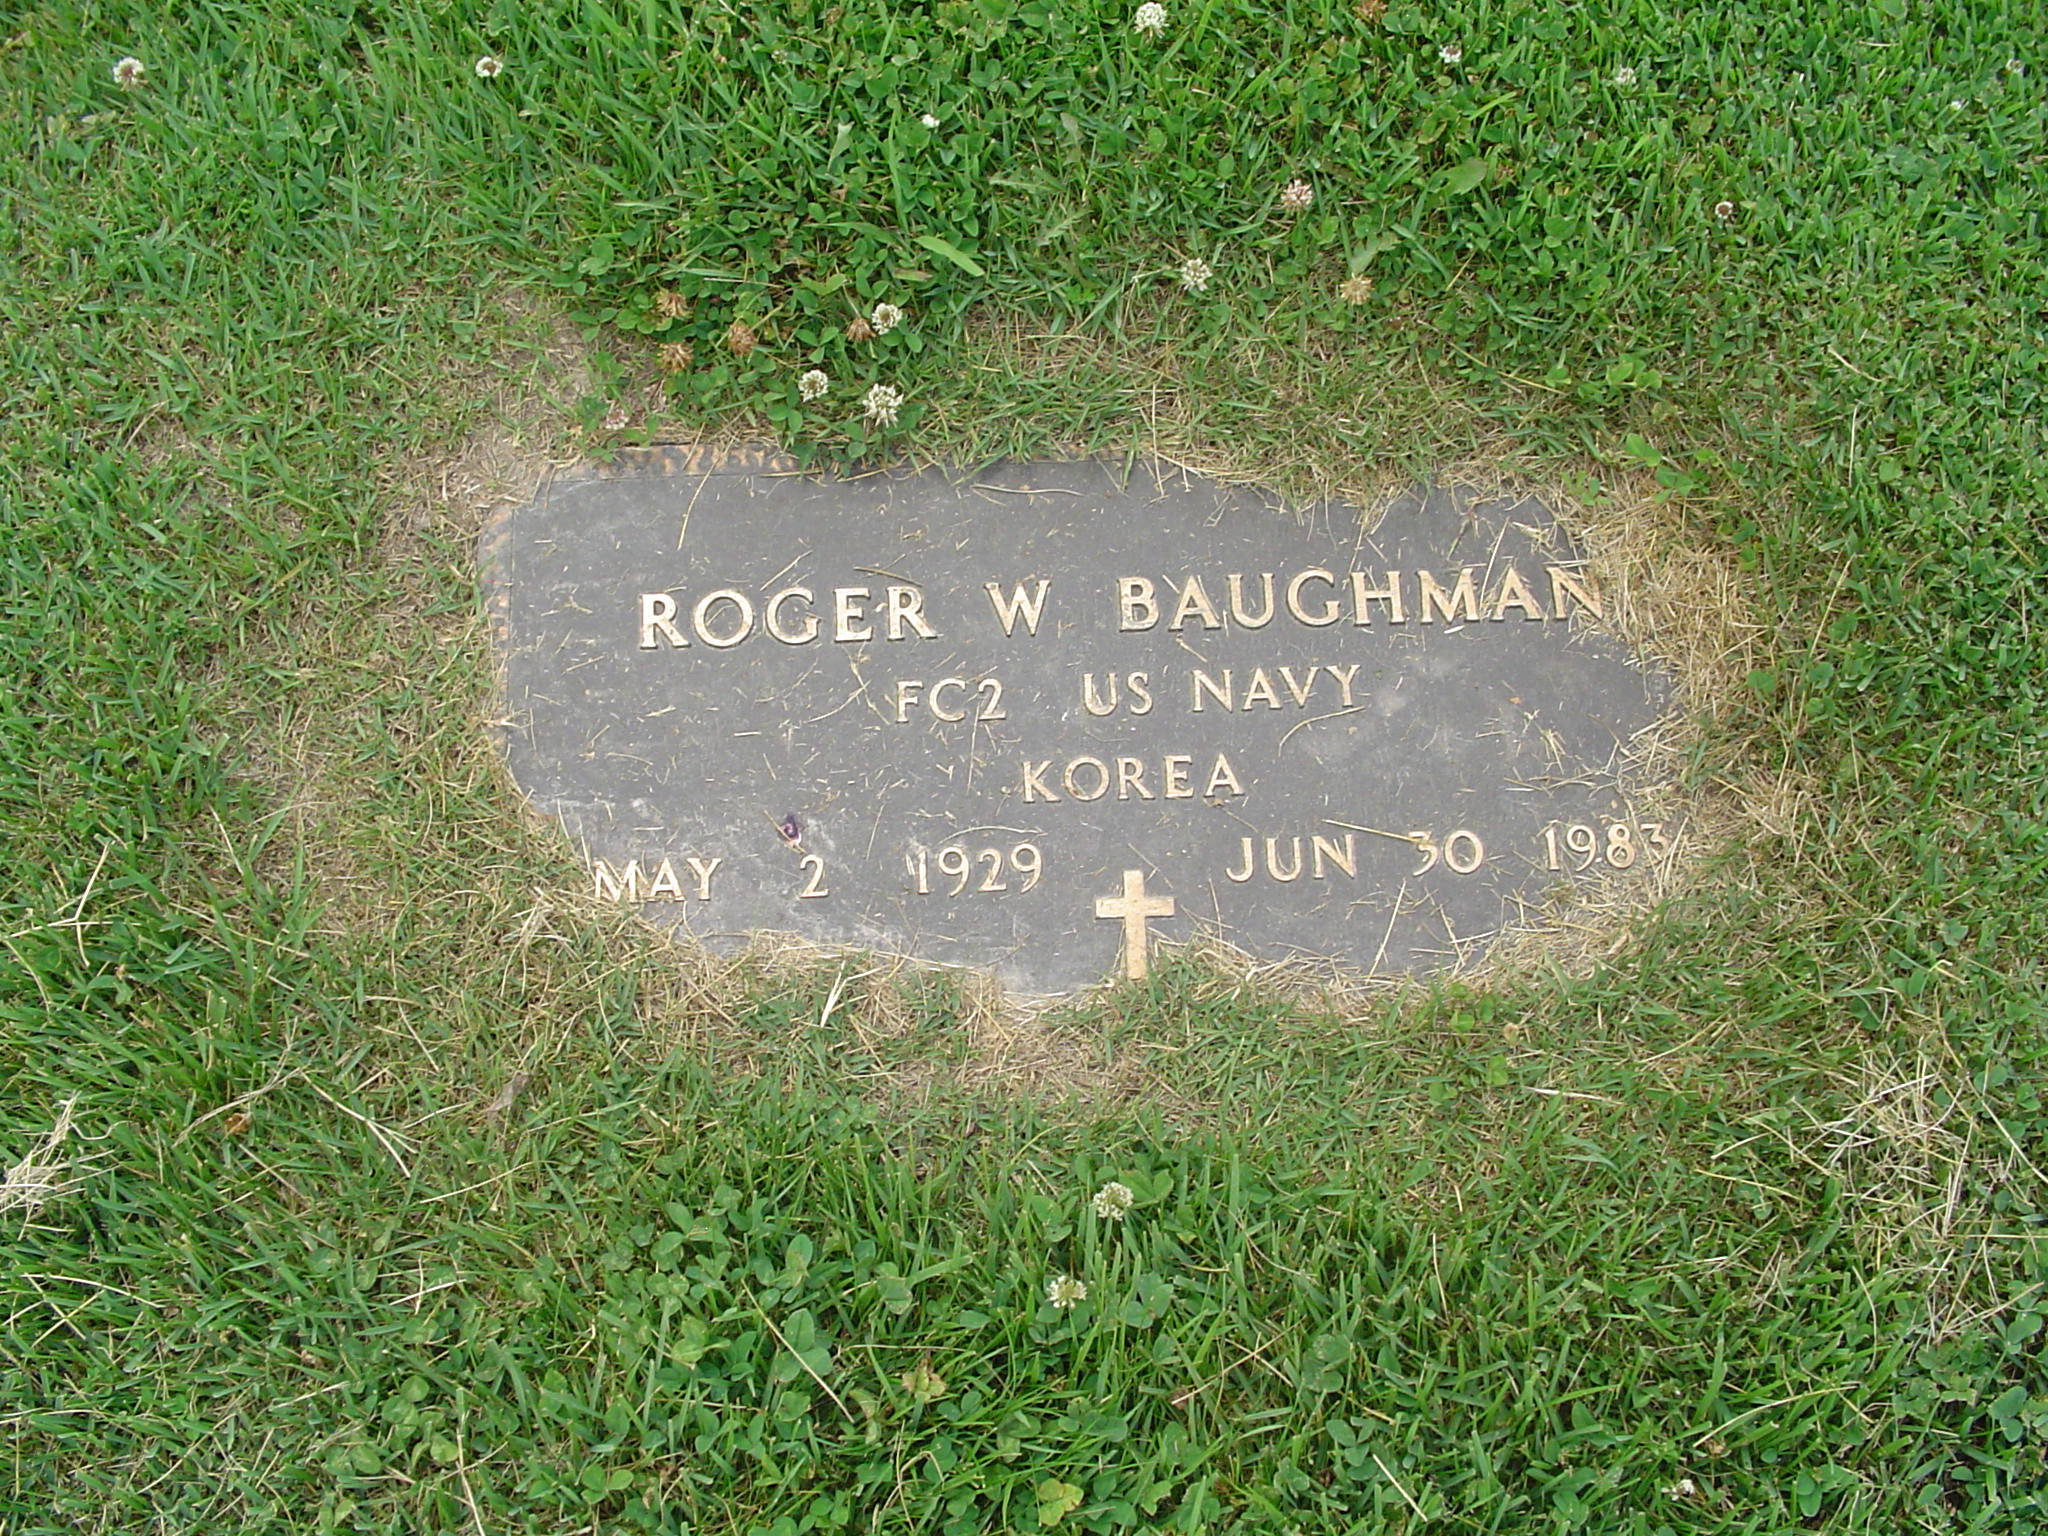 ROGER W BAUGHMAN
FC2 US NAVY
KOREA
MAY 2 1929 JUN 30 1983